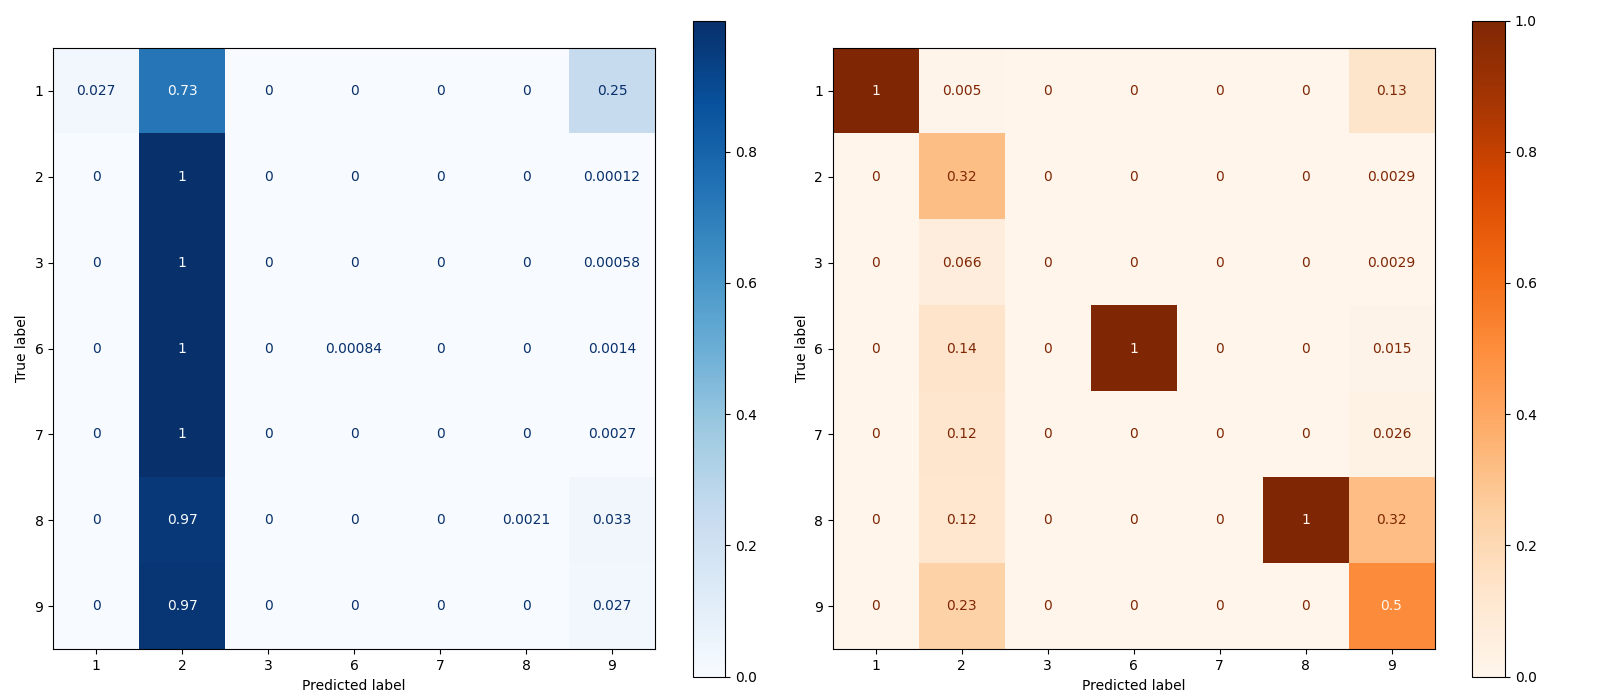 1.0
1 0.027 0.73 0 0 0 0 0.25
1 1 0.005 0 0 0 0 0.13
0.8
0.8
2 0 1 0 0 0 0 0.00012
2 0 0.32 0 0 0 0 0.0029
3 0 1 0 0 0 0 0.00058
3 0 0.066 0 0 0 0 0.0029
0.6
0.6
True label
True label
6 0 1 0 0.00084 0 0 0.0014
6 0 0.14 0 1 0 0 0.015
0.4
0.4
7 0 1 0 0 0 0 0.0027
7 0 0.12 0 0 0 0 0.026
8 0 0.97 0 0 0 0.0021 0.033
8 0 0.12 0 0 0 1 0.32
0.2
0.2
9 0 0.97 0 0 0 0 0.027
9 0 0.23 0 0 0 0 0.5
1 2 3 6 7 8 9
0.0
1 2 3 6 7 8 9
0.0
Predicted label
Predicted label